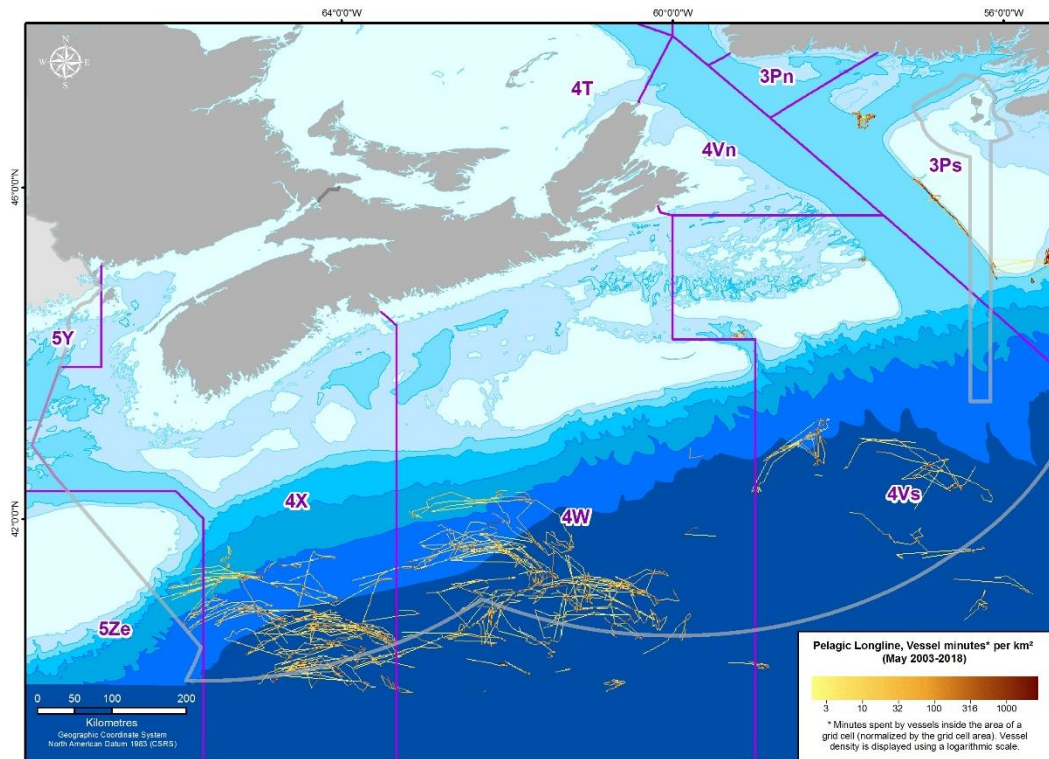 64°0'0"W
60°0'0"W
56°0'0"W
N
W
E
S
4T
3Pn
4Vn
3Ps
46°0'0"N
5Y
4X
4W
4Vs
42°0'0"N
5Ze
0 50 100 200
Kilometres
Geographic Coordinate System
North American Datum 1983 (CSRS)
Pelagic Longline, Vessel minutes* per km²
(May 2003-2018)
3 10 32 100 316 1000
* Minutes spent by vessels inside the area of a
grid cell (normalized by the grid cell area). Vessel
density is displayed using a logarithmic scale.